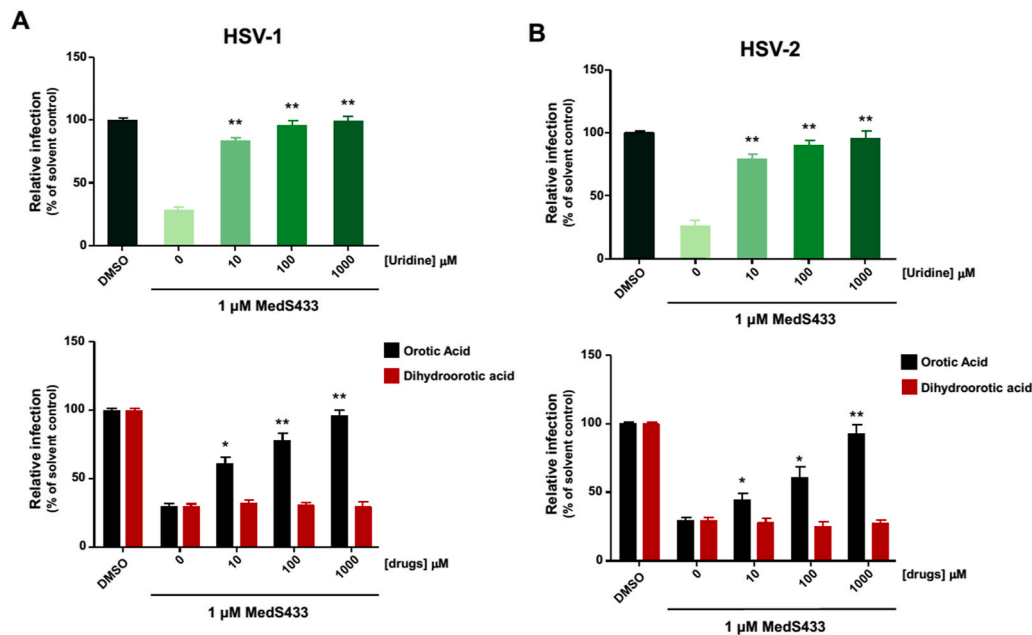 A
HSV-1
Relative infection
(% of solvent control)
150
100
50
0
**
**
**
DMSO
0
10
100
1000
[Uridine] µM
1 µM MedS433
Relative infection
(% of solvent control)
150
100
50
0
*
**
**
Orotic Acid
Dihydroorotic acid
DMSO
0
10
100
1000
[drugs] µM
1 µM MedS433
B
HSV-2
Relative infection
(% of solvent control)
150
100
50
0
**
**
**
DMSO
0
10
100
1000
[Uridine] µM
1 µM MedS433
Relative infection
(% of solvent control)
150
100
50
0
*
*
**
Orotic Acid
Dihydroorotic acid
DMSO
0
10
100
1000
[drugs] µM
1 µM MedS433